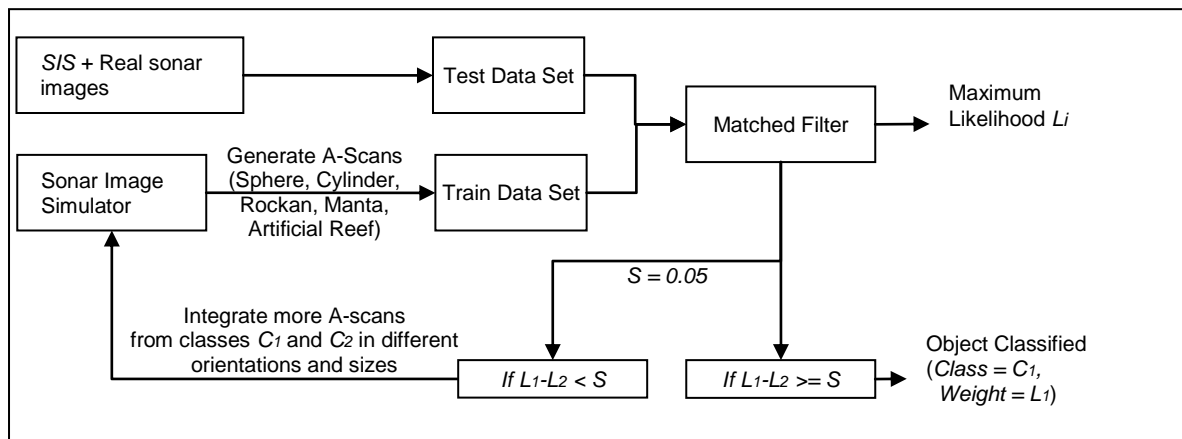 SIS + Real sonar
images
Test Data Set
Matched Filter
Maximum
Likelihood Li
Sonar Image
Simulator
Generate A-Scans
(Sphere, Cylinder,
Rockan, Manta,
Artificial Reef)
Train Data Set
S = 0.05
Integrate more A-scans
from classes C1 and C2 in different
orientations and sizes
If L1-L2 < S
If L1-L2 >= S
Object Classified
(Class = C1,
Weight = L1)